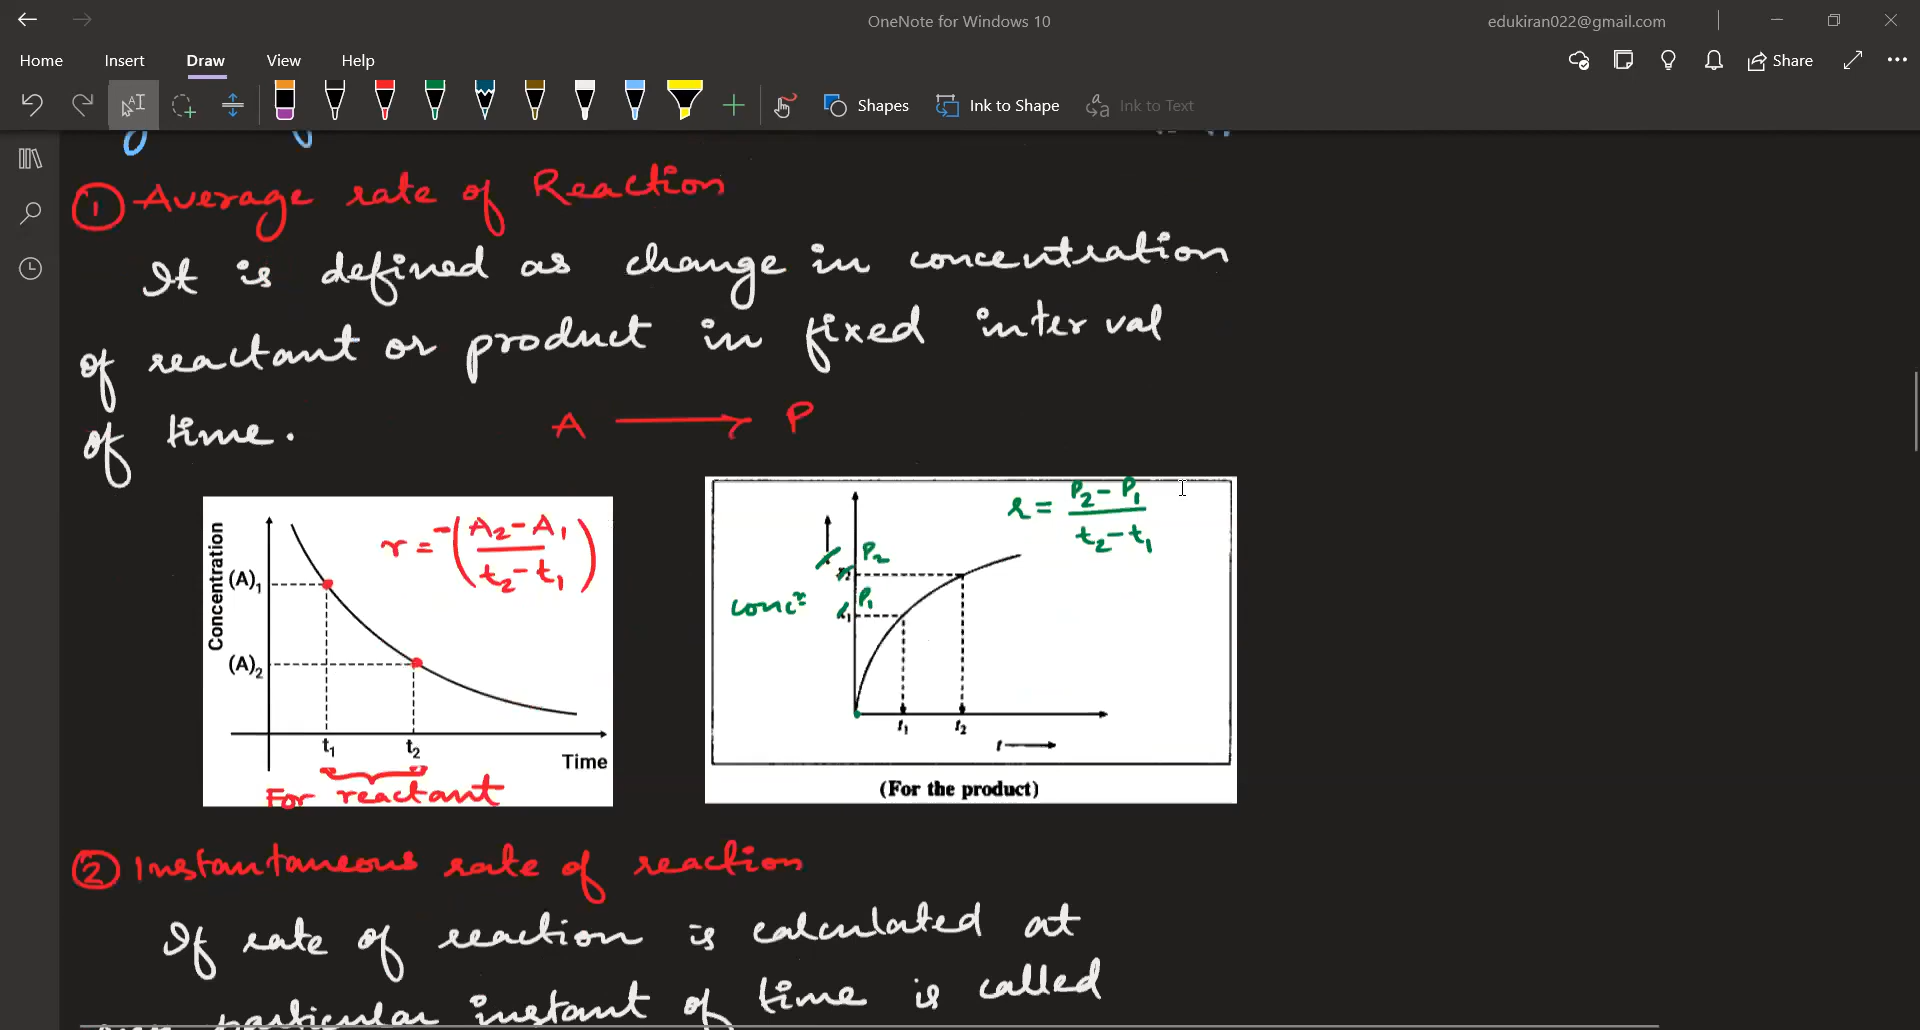 OneNote for Windows 10
edukiran022@gmail.com
Home Insert Draw View Help
Share
Shapes Ink to Shape Ink to Text
① Average rate of Reaction
It is defined as change in concentration
of reactant or product in fixed interval
of time.
A → P
Concentration
(A)₁
(A)₂
r = -(A₂-A₁/t₂-t₁)
t₁ t₂
Time
For reactant
r = P₂-P₁/t₂-t₁
P₂
concⁿ P₁
t₁ t₂
t →
(For the product)
② Instantaneous rate of reaction
If rate of reaction is calculated at
particular instant of time is called